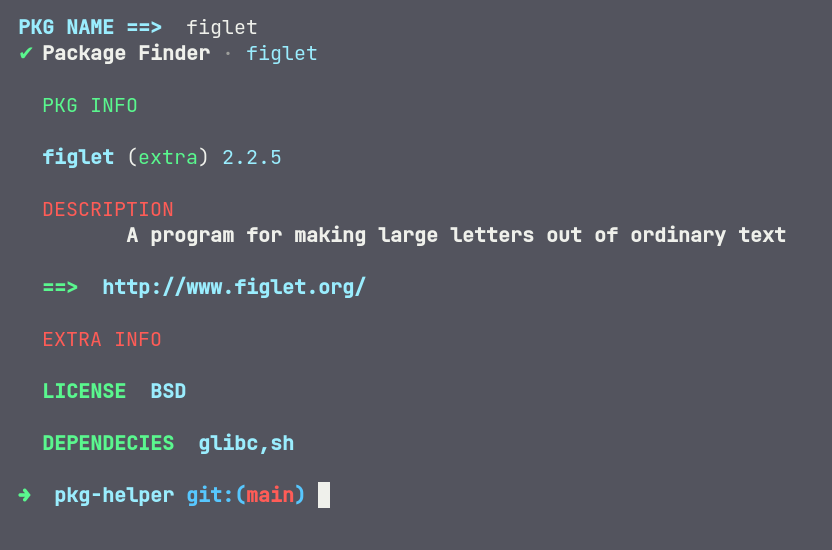 PKG NAME ==>  figlet
✔ Package Finder · figlet
PKG INFO
figlet (extra) 2.2.5
DESCRIPTION
A program for making large letters out of ordinary text
==>  http://www.figlet.org/
EXTRA INFO
LICENSE  BSD
DEPENDECIES  glibc,sh
➜  pkg-helper git:(main)